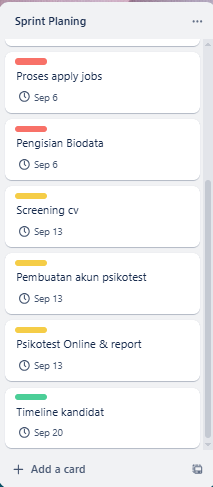 Sprint Planing
Proses apply jobs
Sep 6
Pengisian Biodata
Sep 6
Screening cv
Sep 13
Pembuatan akun psikotest
Sep 13
Psikotest Online & report
Sep 13
Timeline kandidat
Sep 20
Add a card